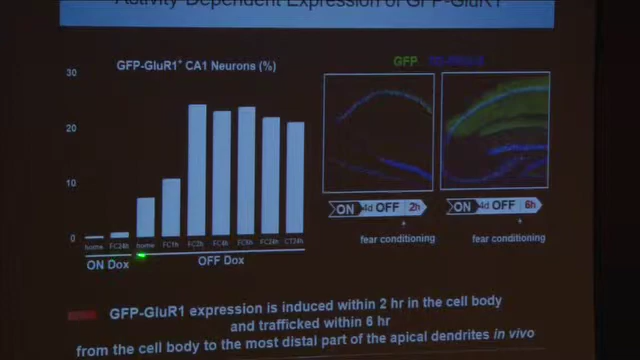 Activity-Dependent Expression of GFP-GluR1
GFP-GluR1+ CA1 Neurons (%)
GFP
30
20
10
0
home FC24h home FC1h FC2h FC4h FC6h FC24h CT24h
ON Dox OFF Dox
ON 4d OFF 2h
ON 4d OFF 6h
fear conditioning
fear conditioning
GFP-GluR1 expression is induced within 2 hr in the cell body
and trafficked within 6 hr
from the cell body to the most distal part of the apical dendrites in vivo